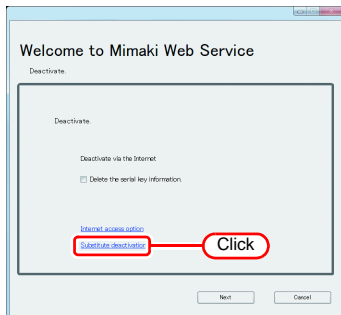 Welcome to Mimaki Web Service
Deactivate.
Deactivate.
Deactivate via the Internet
Delete the serial key information.
Internet access option
Substitute deactivation
Click
Next
Cancel